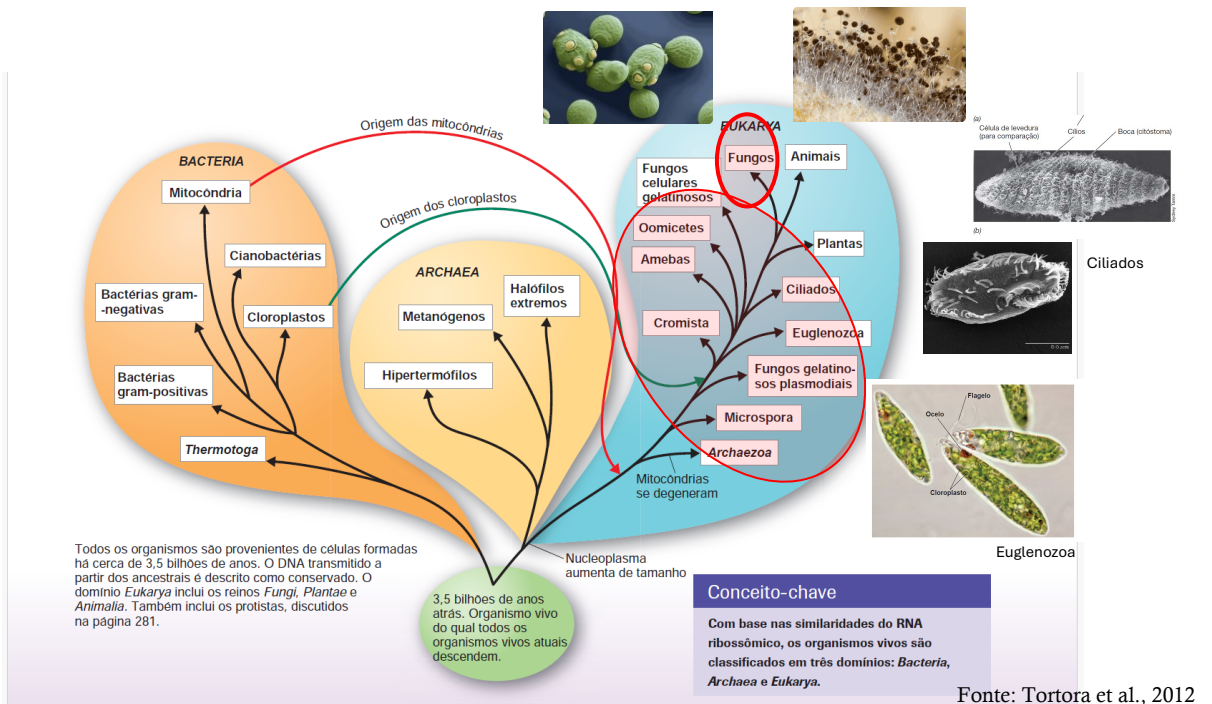 Origem das mitocôndrias
Origem dos cloroplastos
BACTERIA
Mitocôndria
Cianobactérias
Bactérias gram-
-negativas
Cloroplastos
Bactérias
gram-positivas
Thermotoga
ARCHAEA
Halófilos
extremos
Metanógenos
Hipertermófilos
EUKARYA
Fungos
Animais
Fungos
celulares
gelatinosos
Oomicetes
Plantas
Amebas
Ciliados
Cromista
Euglenozoa
Fungos gelatino-
sos plasmodiais
Microspora
Archaezoa
Mitocôndrias
se degeneram
Nucleoplasma
aumenta de tamanho
3,5 bilhões de anos
atrás. Organismo vivo
do qual todos os
organismos vivos atuais
descendem.
Todos os organismos são provenientes de células formadas
há cerca de 3,5 bilhões de anos. O DNA transmitido a
partir dos ancestrais é descrito como conservado. O
domínio Eukarya inclui os reinos Fungi, Plantae e
Animalia. Também inclui os protistas, discutidos
na página 281.
Conceito-chave
Com base nas similaridades do RNA
ribossômico, os organismos vivos são
classificados em três domínios: Bacteria,
Archaea e Eukarya.
(a)
Célula de levedura
(para comparação)
Cílios
Boca (citóstoma)
(b)
Ciliados
Flagelo
Ocelo
Cloroplasto
Euglenozoa
Fonte: Tortora et al., 2012